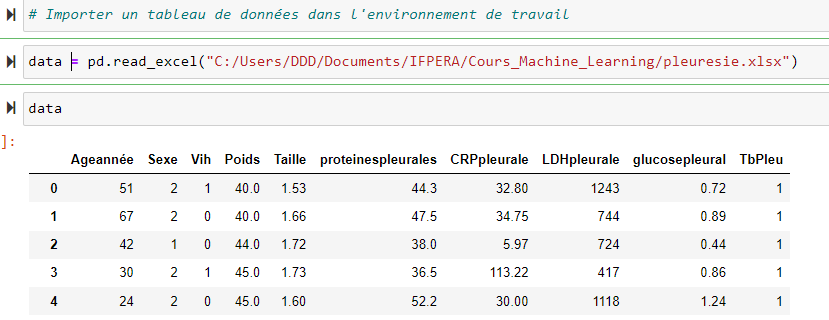 # Importer un tableau de données dans l'environnement de travail
data = pd.read_excel("C:/Users/DDD/Documents/IFPERA/Cours_Machine_Learning/pleuresie.xlsx")
data
]:
Ageannée Sexe Vih Poids Taille proteinespleurales CRPpleurale LDHpleurale glucosepleural TbPleu
0 51 2 1 40.0 1.53 44.3 32.80 1243 0.72 1
1 67 2 0 40.0 1.66 47.5 34.75 744 0.89 1
2 42 1 0 44.0 1.72 38.0 5.97 724 0.44 1
3 30 2 1 45.0 1.73 36.5 113.22 417 0.86 1
4 24 2 0 45.0 1.60 52.2 30.00 1118 1.24 1